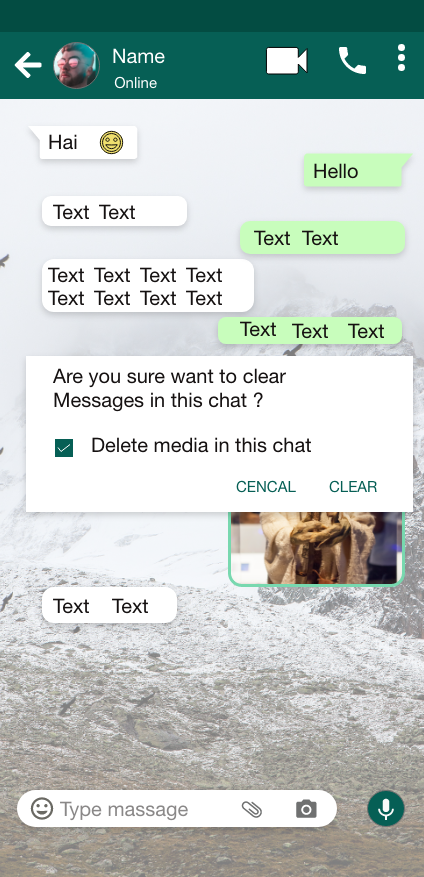 Name
Online
Hai
Hello
Text Text
Text Text
Text Text Text Text
Text Text Text Text
Text Text Text
Are you sure want to clear
Messages in this chat ?
Delete media in this chat
CENCAL CLEAR
Text Text
Type massage